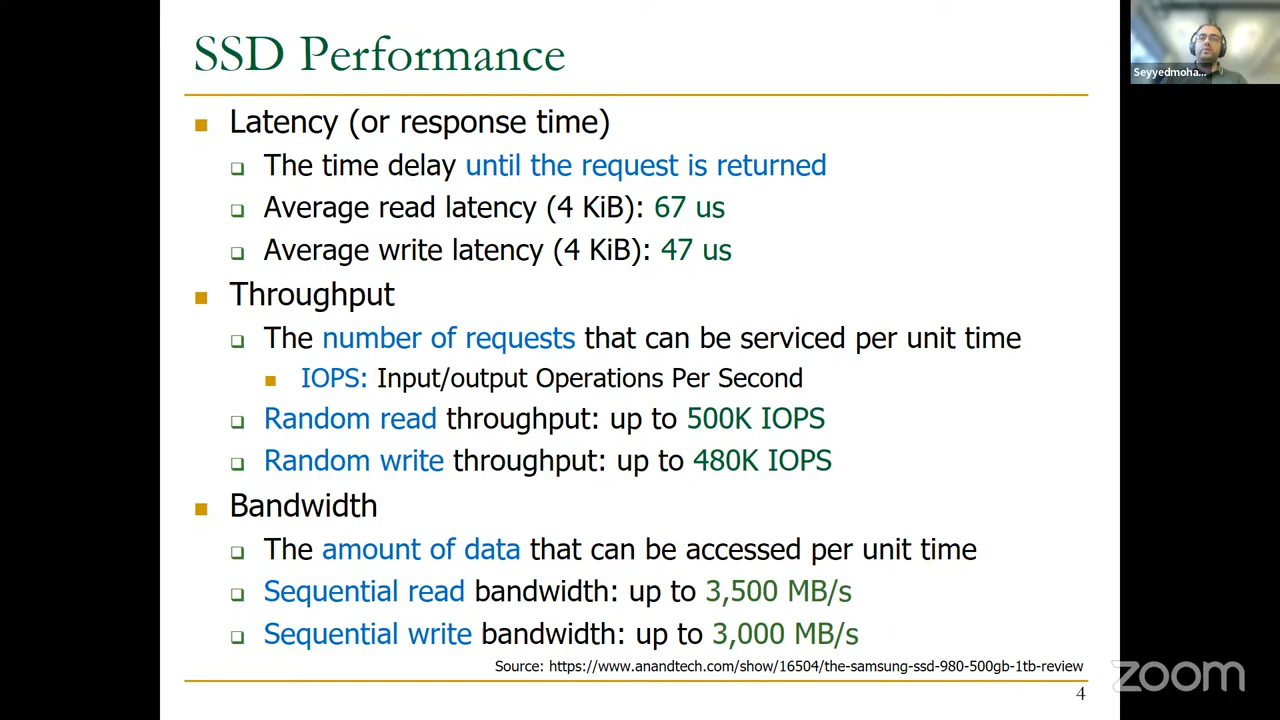 SSD Performance
Seyyedmoha...
Latency (or response time)
The time delay until the request is returned
Average read latency (4 KiB): 67 us
Average write latency (4 KiB): 47 us
Throughput
The number of requests that can be serviced per unit time
IOPS: Input/output Operations Per Second
Random read throughput: up to 500K IOPS
Random write throughput: up to 480K IOPS
Bandwidth
The amount of data that can be accessed per unit time
Sequential read bandwidth: up to 3,500 MB/s
Sequential write bandwidth: up to 3,000 MB/s
Source: https://www.anandtech.com/show/16504/the-samsung-ssd-980-500gb-1tb-review
4
zoom